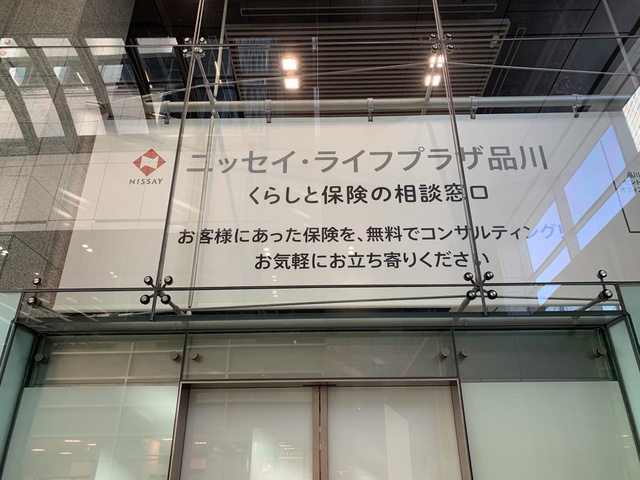 NISSAY
ニッセイ・ライフプラザ品川
くらしと保険の相談窓口
お客様にあった保険を、無料でコンサルティング!
お気軽にお立ち寄りください